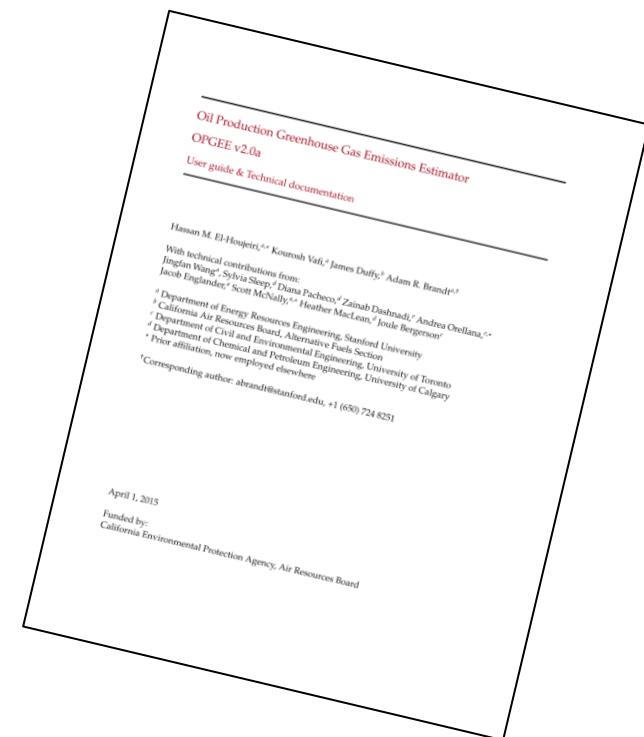 Oil Production Greenhouse Gas Emissions Estimator
OPGEE v2.0a
User guide & Technical documentation
Hassan M. El-Houjeiri,ᵃ,* Kourosh Vafi,ᵃ James Duffy,ᵇ Adam R. Brandtᵃ,†
With technical contributions from:
Jingfan Wangᵃ, Sylvia Sleep,ᵈ Diana Pacheco,ᵈ Zainab Dashnadi,ʳ Andrea Orellana,ᶜ,*
Jacob Englander,ᵃ Scott McNally,ᵃ,* Heather MacLean,ᵈ Joule Bergersonʳ
ᵃ Department of Energy Resources Engineering, Stanford University
ᵇ California Air Resources Board, Alternative Fuels Section
ᶜ Department of Civil and Environmental Engineering, University of Toronto
ᵈ Department of Chemical and Petroleum Engineering, University of Calgary
* Prior affiliation, now employed elsewhere
†Corresponding author: abrandt@stanford.edu, +1 (650) 724 8251
April 1, 2015
Funded by:
California Environmental Protection Agency, Air Resources Board